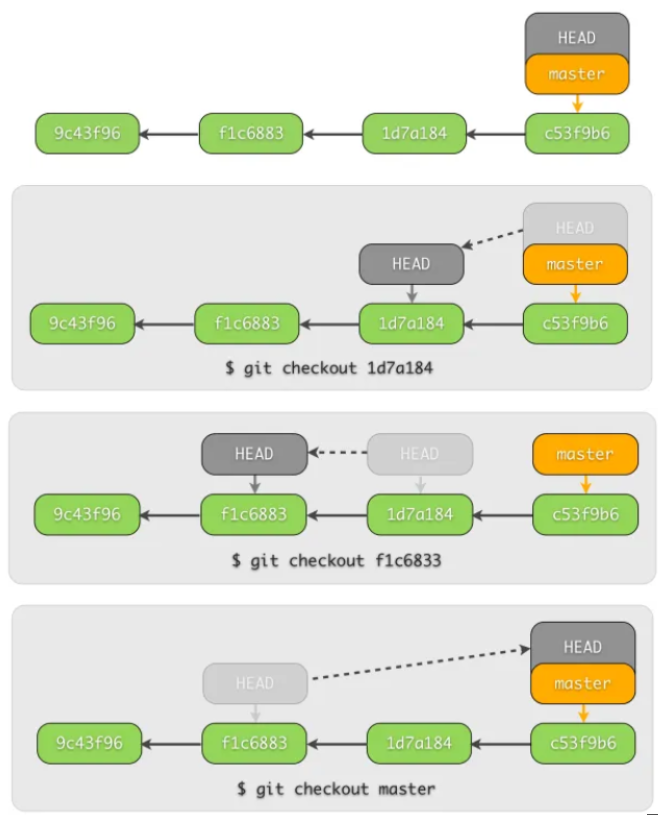 HEAD
master
9c43f96 f1c6883 1d7a184 c53f9b6
HEAD
HEAD
master
9c43f96 f1c6883 1d7a184 c53f9b6
$ git checkout 1d7a184
HEAD HEAD master
9c43f96 f1c6883 1d7a184 c53f9b6
$ git checkout f1c6833
HEAD
HEAD master
9c43f96 f1c6883 1d7a184 c53f9b6
$ git checkout master